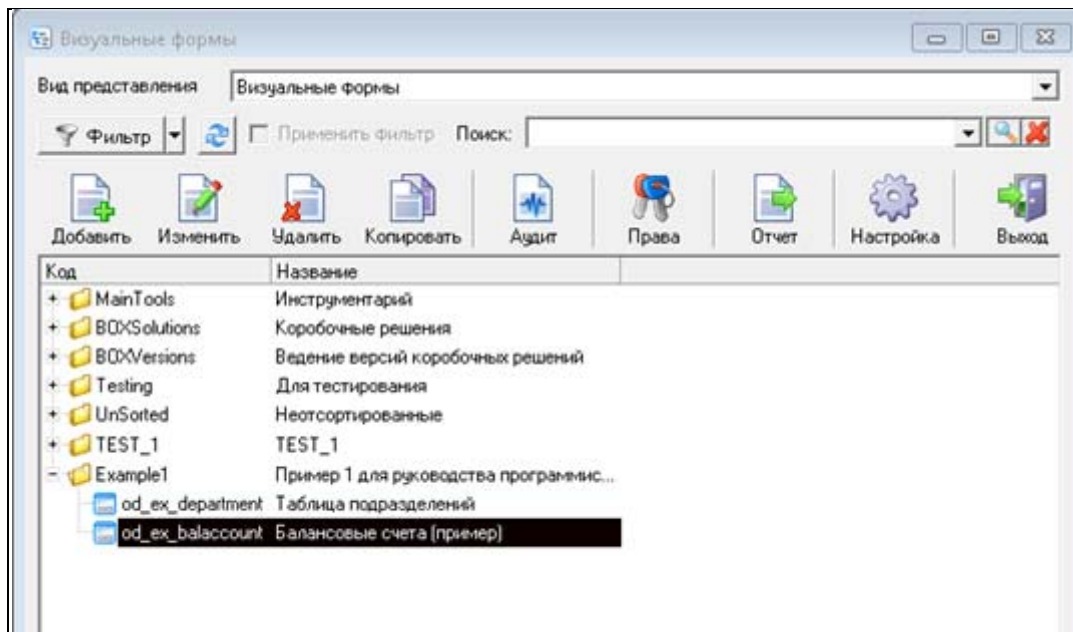 Визуальные формы
Вид представления Визуальные формы
Фильтр Применить фильтр Поиск:
Добавить Изменить Удалить Копировать Аудит Права Отчет Настройка Выход
Код Название
MainTools Инструментарий
BOXSolutions Коробочные решения
BOXVersions Ведение версий коробочных решений
Testing Для тестирования
UnSorted Неотсортированные
TEST_1 TEST_1
Example1 Пример 1 для руководства программис...
od_ex_department Таблица подразделений
od_ex_balaccount Балансовые счета (пример)